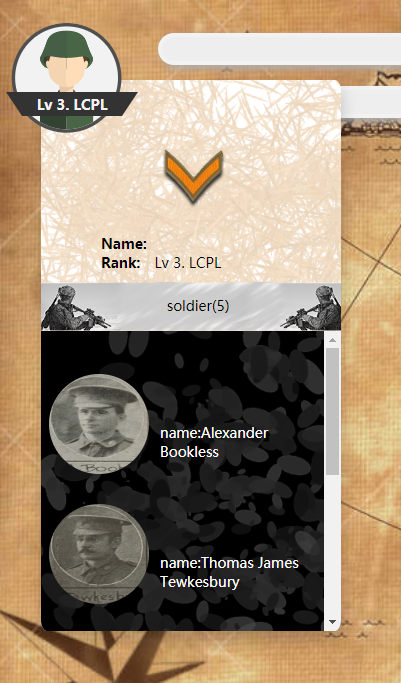 Lv 3. LCPL
Name:
Rank: Lv 3. LCPL
soldier(5)
name:Alexander
Bookless
name:Thomas James
Tewkesbury